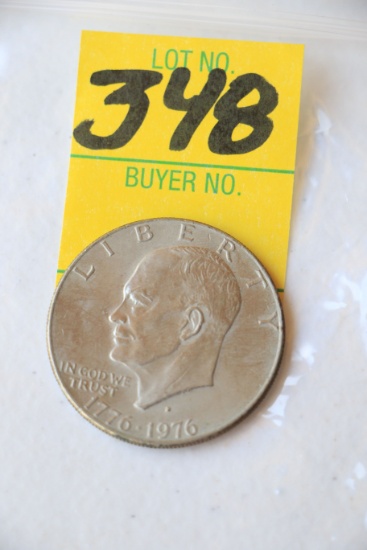 LOT NO.
348
BUYER NO.
LIBERTY
IN GOD WE
TRUST
1776-1976